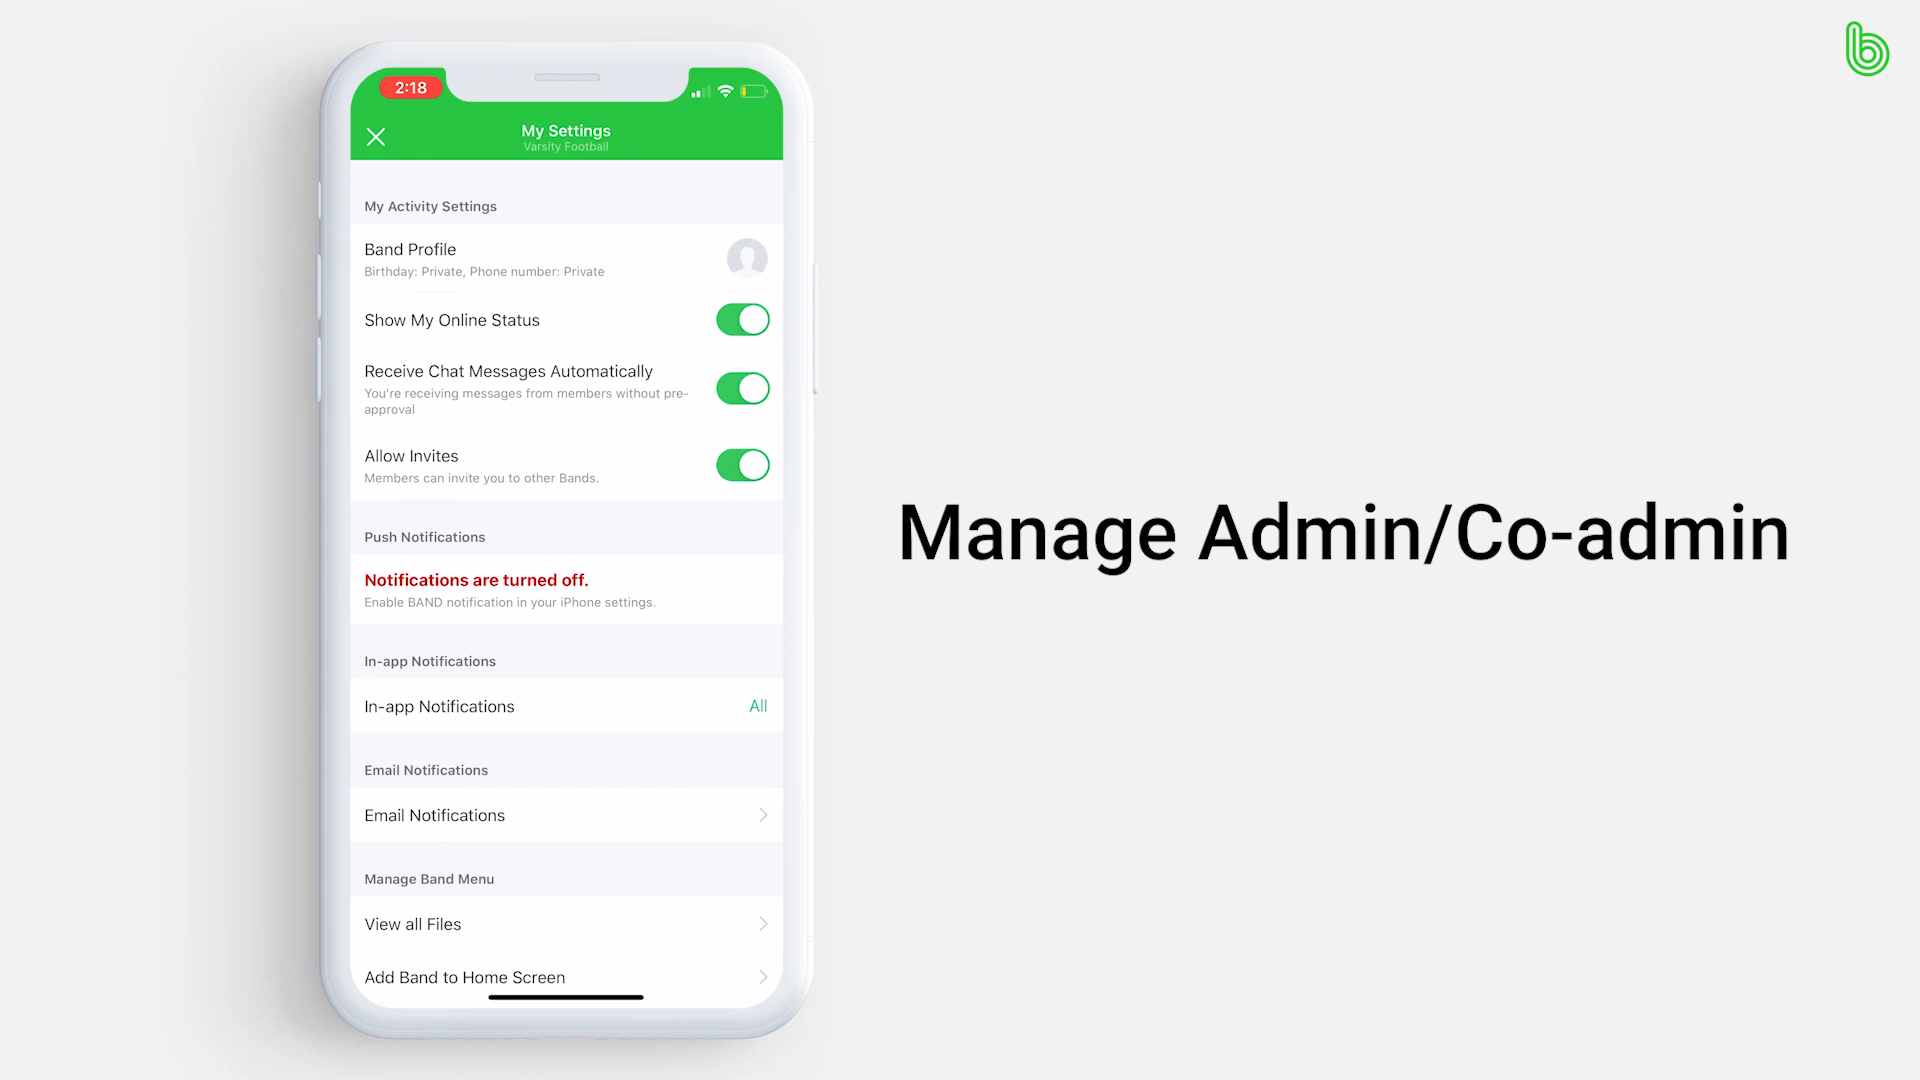 2:18
My Settings
Varsity Football
My Activity Settings
Band Profile
Birthday: Private, Phone number: Private
Show My Online Status
Receive Chat Messages Automatically
You're receiving messages from members without pre-
approval
Allow Invites
Members can invite you to other Bands.
Push Notifications
Notifications are turned off.
Enable BAND notification in your iPhone settings.
In-app Notifications
In-app Notifications
All
Email Notifications
Email Notifications
Manage Band Menu
View all Files
Add Band to Home Screen
Manage Admin/Co-admin